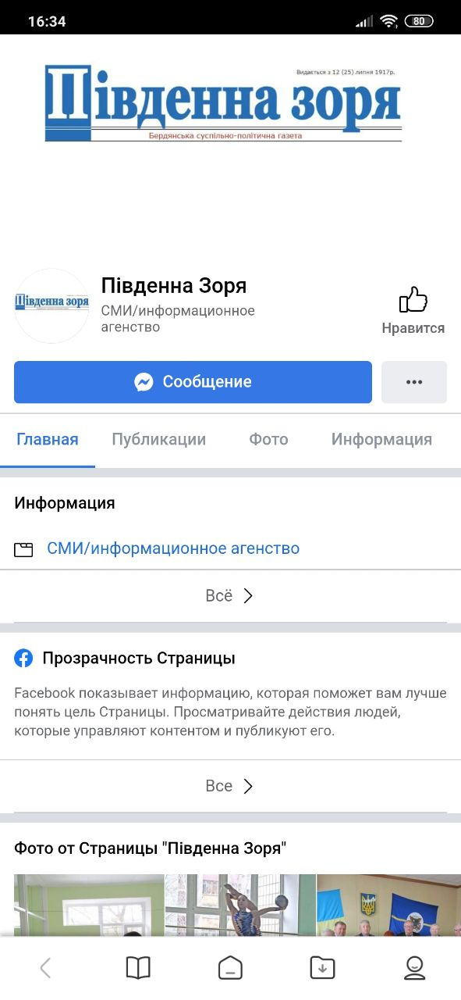 16:34
80
Видається з 12 (25) липня 1917р.
Південна зоря
Бердянська суспільно-політична газета
Південна зоря
Південна Зоря
СМИ/информационное
агенство
Нравится
Сообщение
Главная Публикации Фото Информация
Информация
СМИ/информационное агенство
Всё
Прозрачность Страницы
Facebook показывает информацию, которая поможет вам лучше
понять цель Страницы. Просматривайте действия людей,
которые управляют контентом и публикуют его.
Все
Фото от Страницы "Південна Зоря"